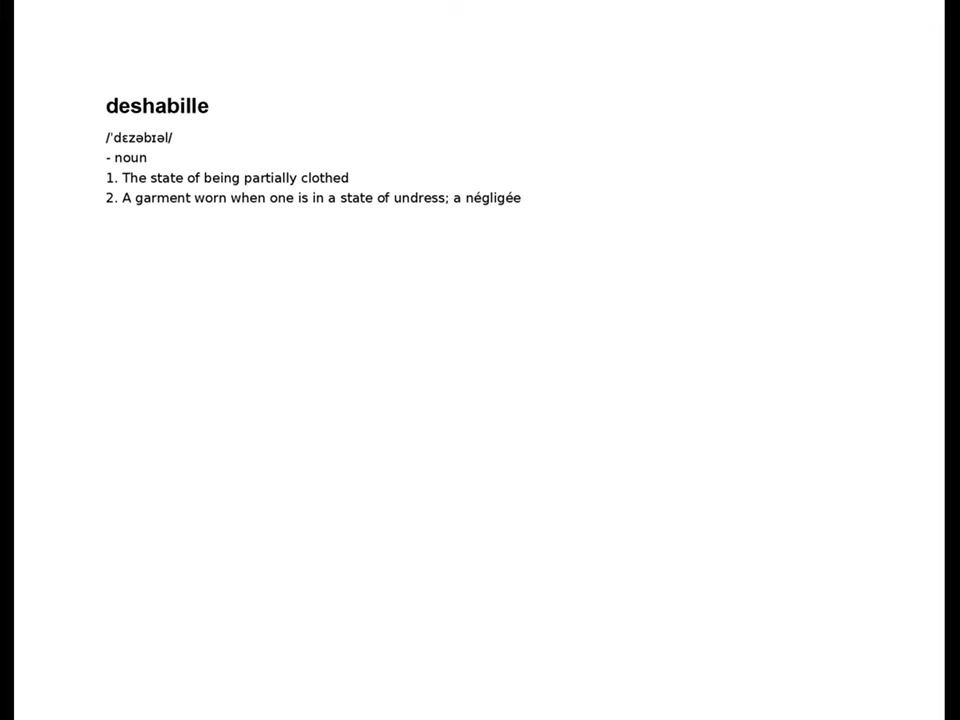 deshabille
/ˈdɛzəbɪəl/
- noun
1. The state of being partially clothed
2. A garment worn when one is in a state of undress; a négligée